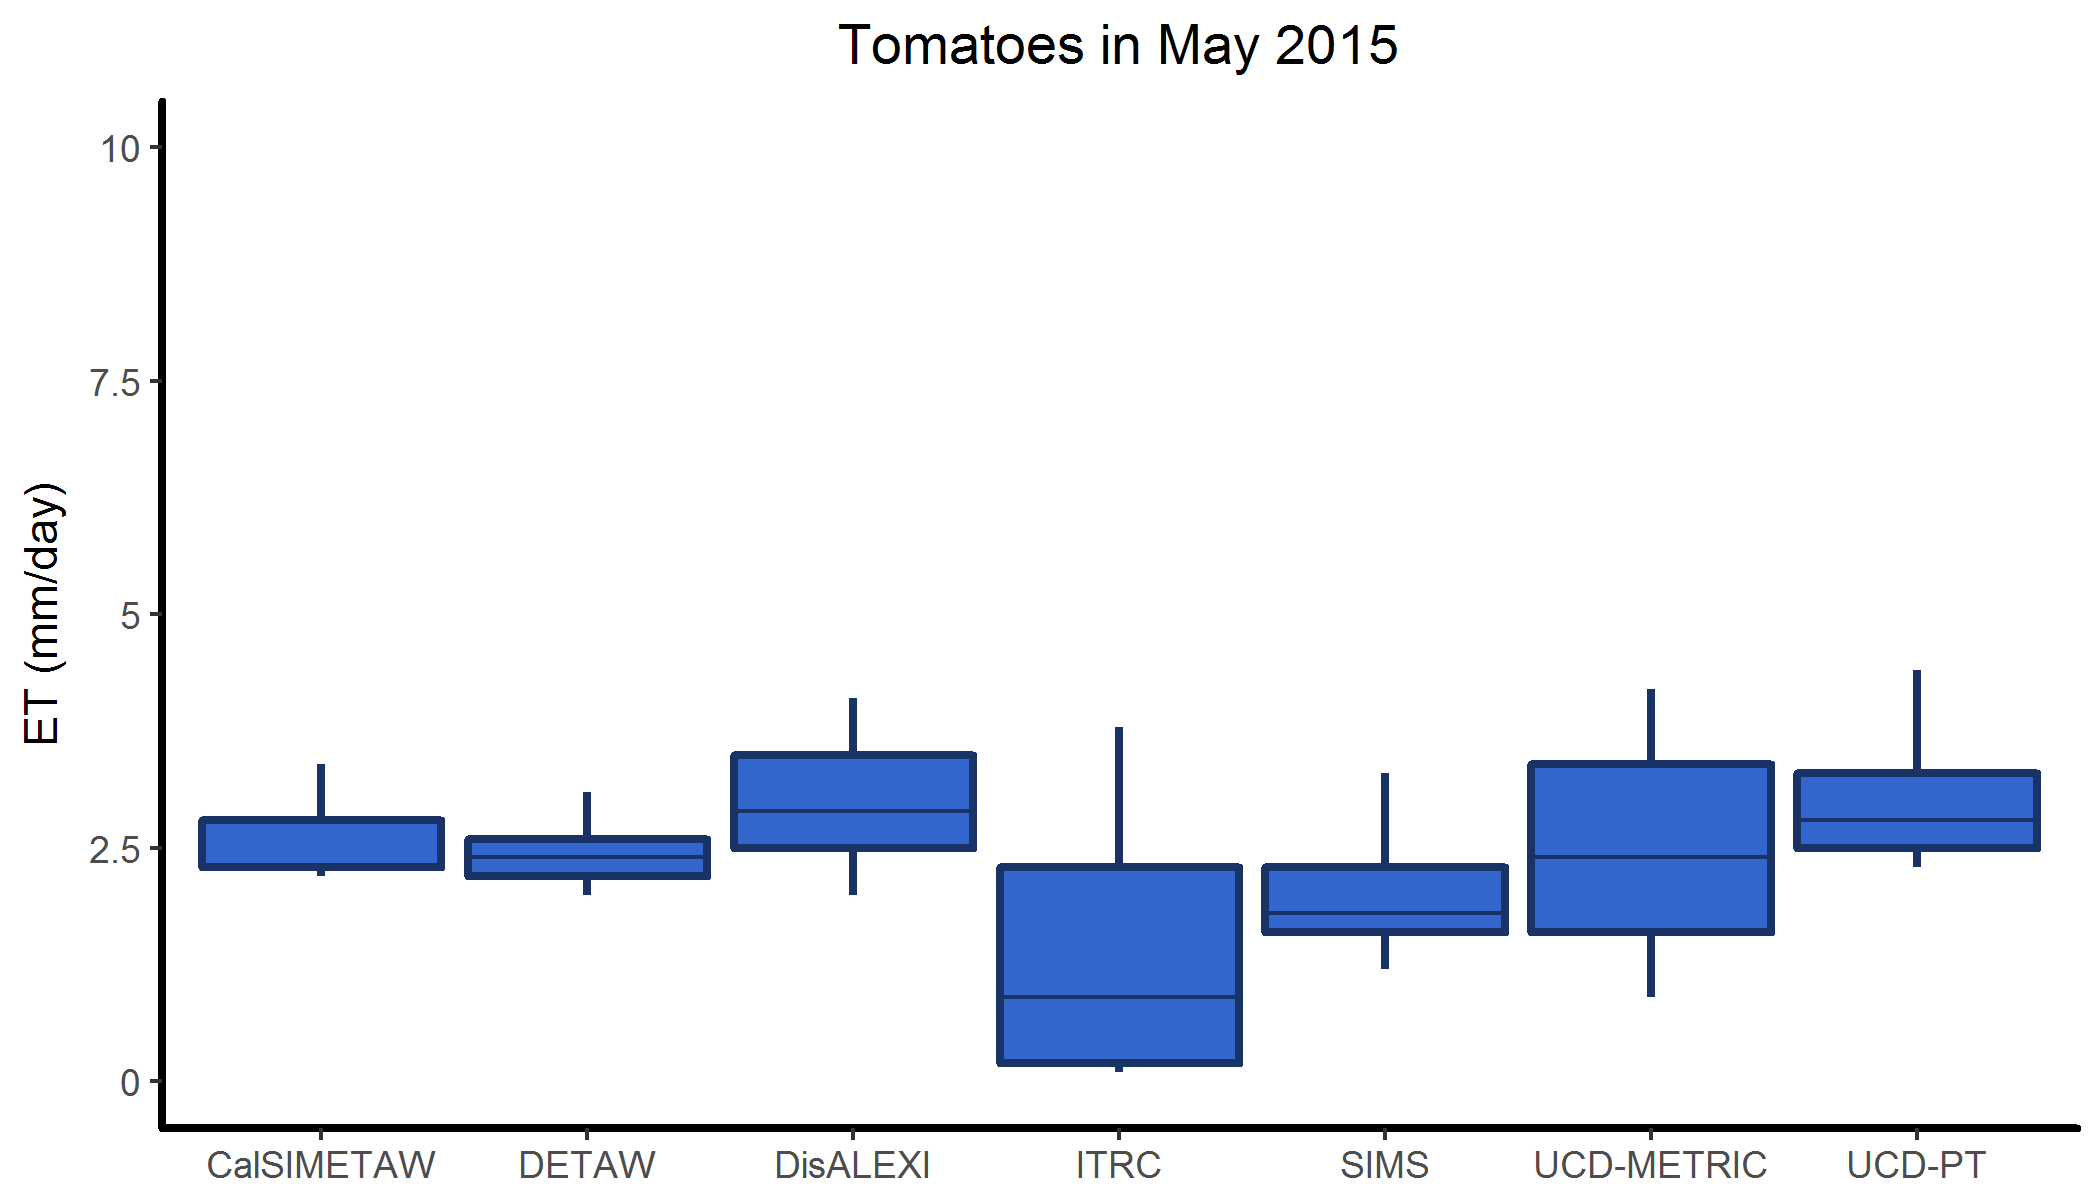 Tomatoes in May 2015
ET (mm/day)
10
7.5
5
2.5
0
CalSIMETAW DETAW DisALEXI ITRC SIMS UCD-METRIC UCD-PT